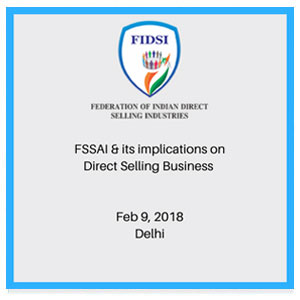 FIDSI
FEDERATION OF INDIAN DIRECT
SELLING INDUSTRIES
FSSAI & its implications on
Direct Selling Business
Feb 9, 2018
Delhi